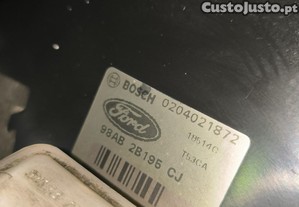 CustoJusto.pt
BOSCH 0204021872
Ford
98AB 2B195 CJ